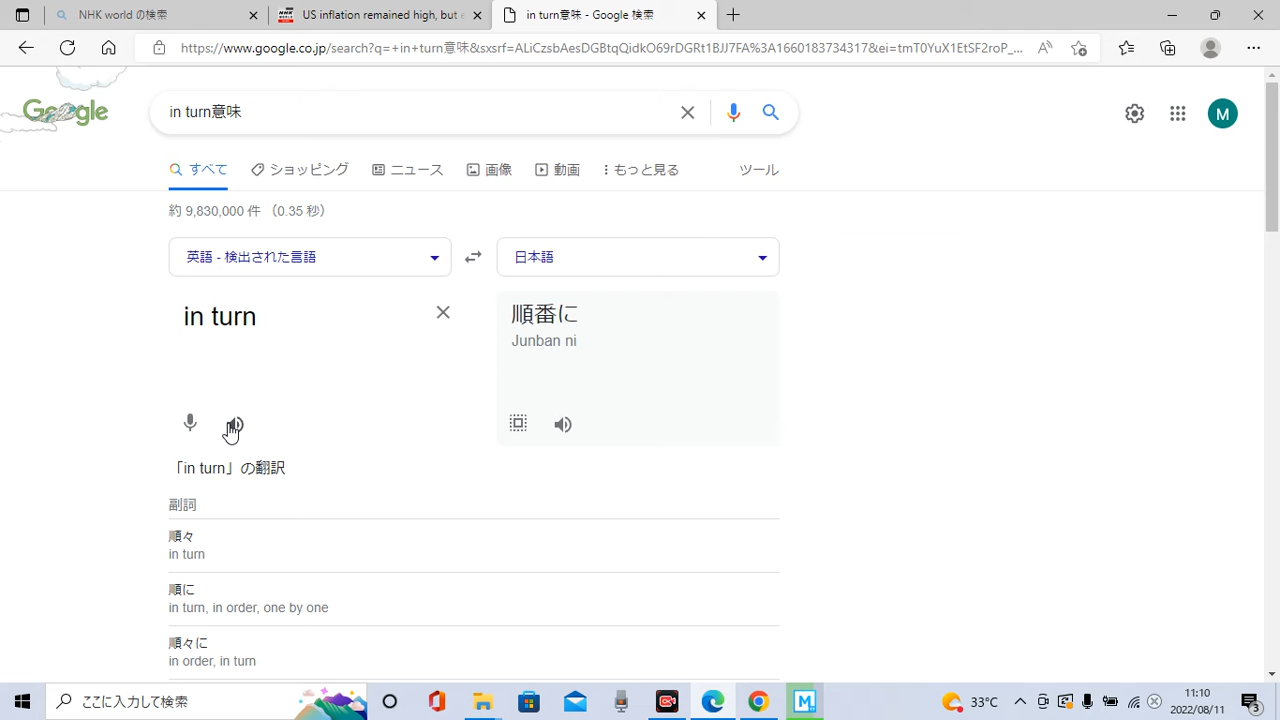 NHK world の検索
US inflation remained high, but e
in turn意味 - Google 検索
https://www.google.co.jp/search?q=+in+turn意味&sxsrf=ALiCzsbAesDGBtqQidkO69rDGRt1BJJ7FA%3A1660183734317&ei=tmT0YuX1EtSF2roP_...
Google
in turn意味
M
すべて ショッピング ニュース 画像 動画 もっと見る ツール
約 9,830,000 件 （0.35 秒）
英語 - 検出された言語
日本語
in turn
順番に
Junban ni
「in turn」の翻訳
副詞
順々
in turn
順に
in turn, in order, one by one
順々に
in order, in turn
ここに入力して検索
33°C
11:10
2022/08/11
3